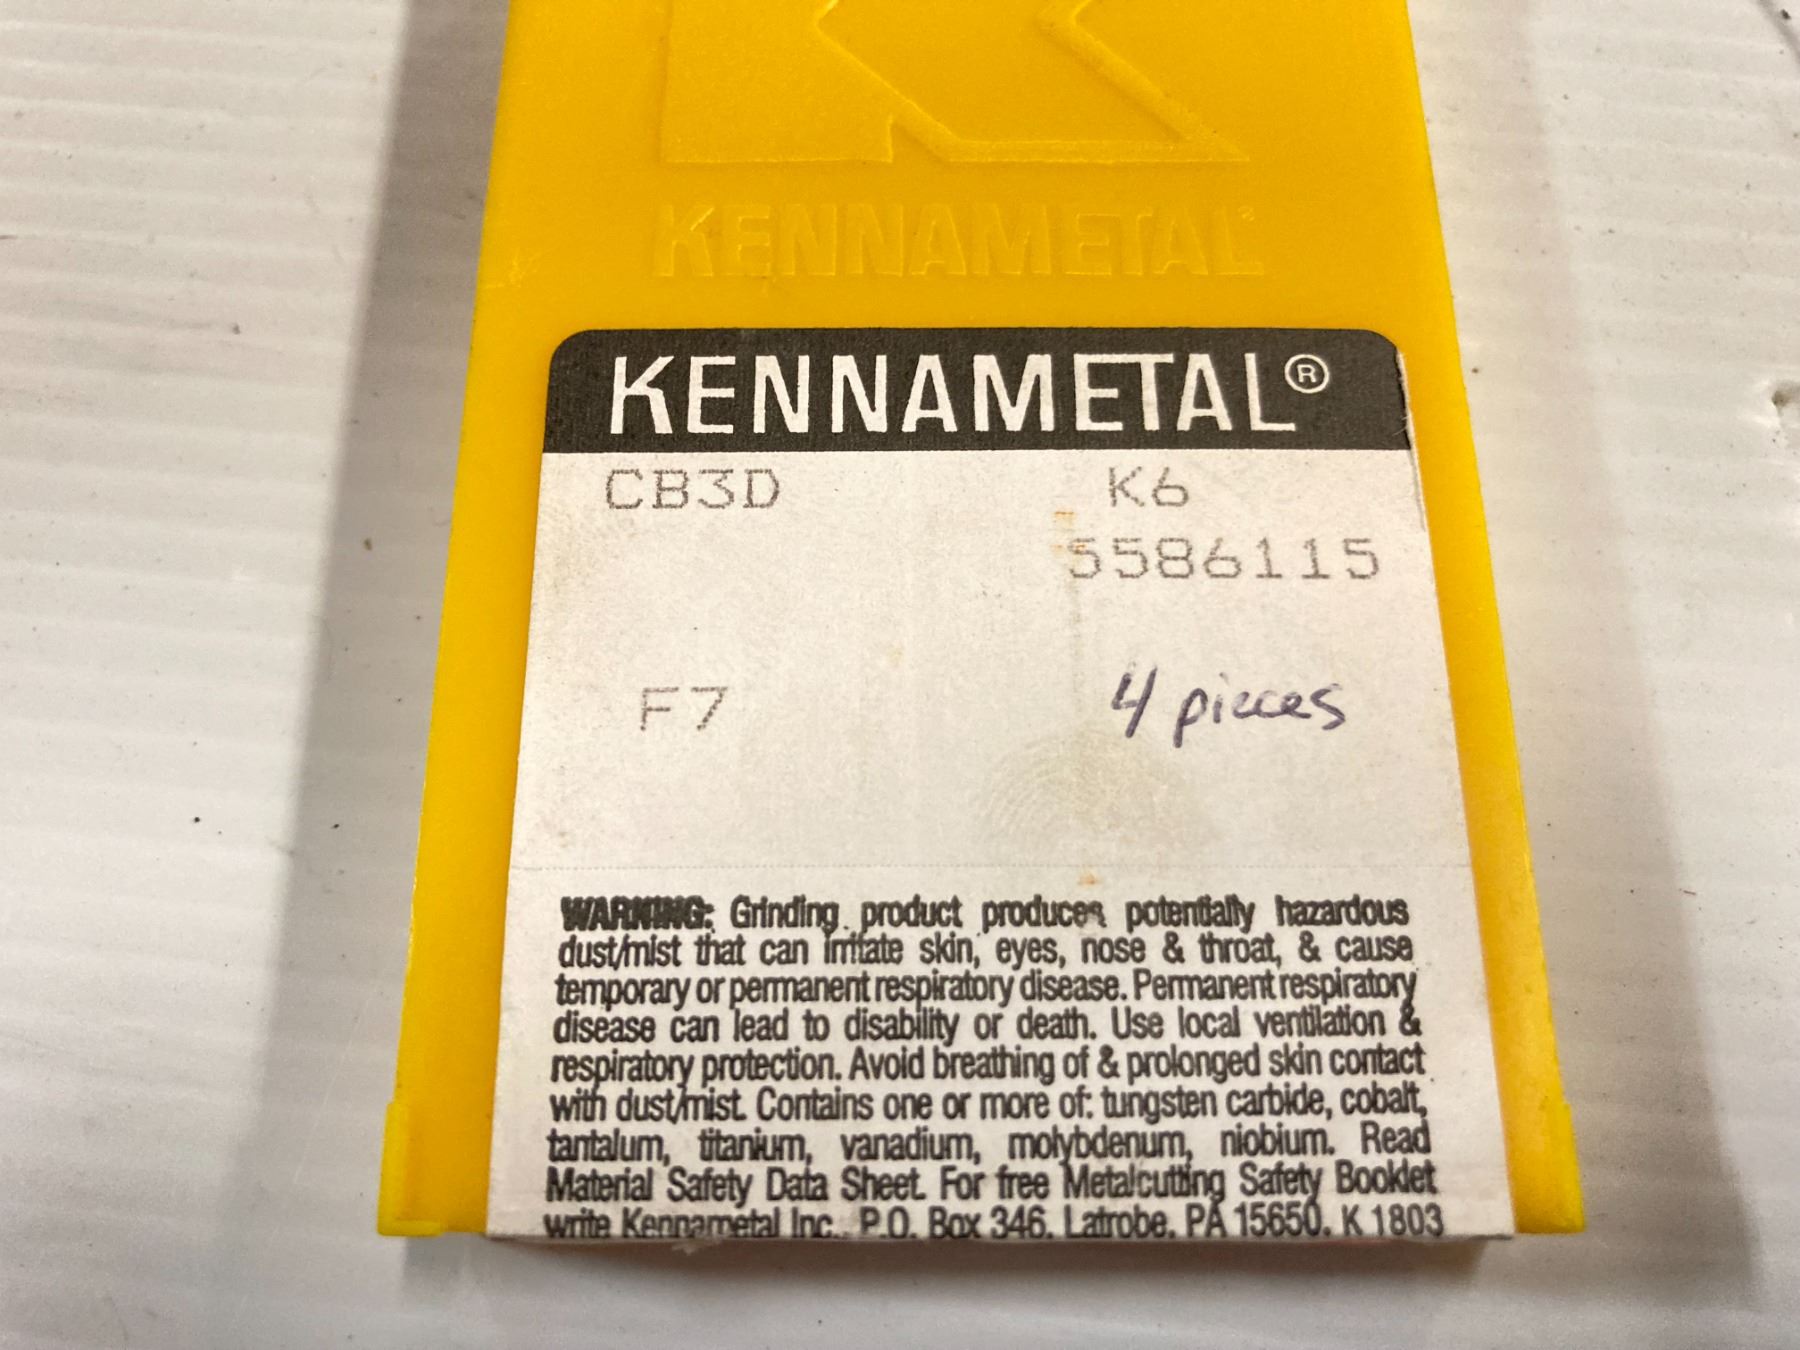 KENNAMETAL
KENNAMETAL®
CB3D K6
5586115
F7 4 pieces
WARNING: Grinding product produces potentially hazardous
dust/mist that can irritate skin, eyes, nose & throat, & cause
temporary or permanent respiratory disease. Permanent respiratory
disease can lead to disability or death. Use local ventilation &
respiratory protection. Avoid breathing of & prolonged skin contact
with dust/mist. Contains one or more of: tungsten carbide, cobalt,
tantalum, titanium, vanadium, molybdenum, niobium. Read
Material Safety Data Sheet. For free Metalcutting Safety Booklet
write Kennametal Inc., P.O. Box 346, Latrobe, PA 15650. K 1803